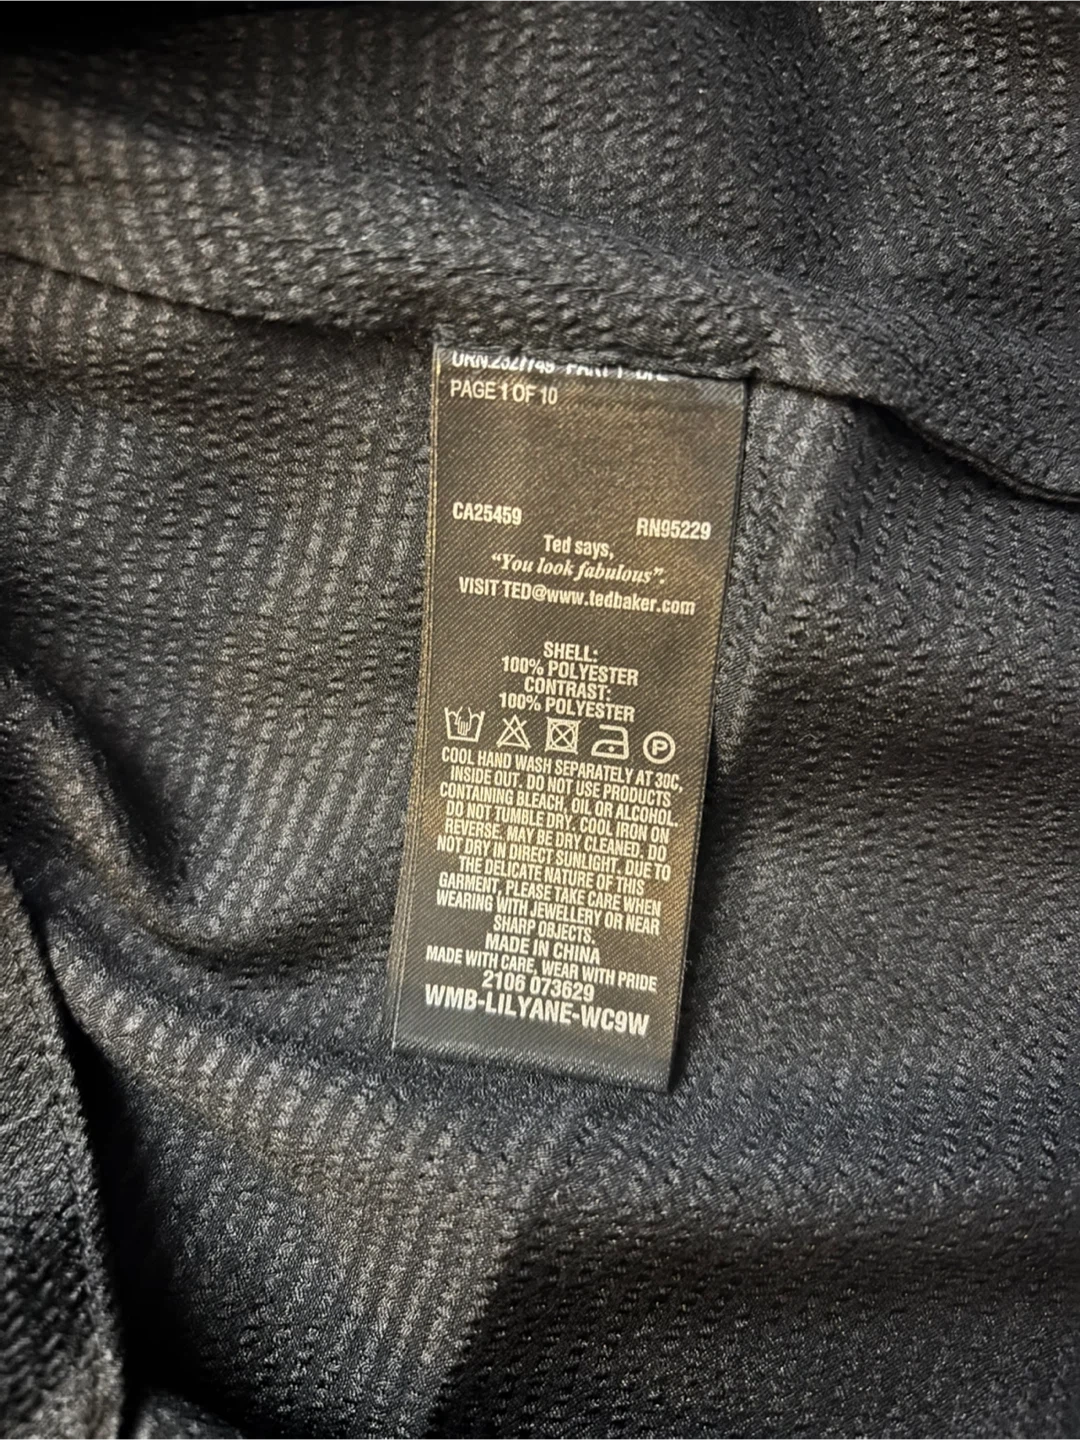 PAGE 1 OF 10
CA25459 RN95229
Ted says,
“You look fabulous”.
VISIT TED@www.tedbaker.com
SHELL:
100% POLYESTER
CONTRAST:
100% POLYESTER
P
COOL HAND WASH SEPARATELY AT 30C,
INSIDE OUT. DO NOT USE PRODUCTS
CONTAINING BLEACH, OIL OR ALCOHOL.
DO NOT TUMBLE DRY. COOL IRON ON
REVERSE. MAY BE DRY CLEANED. DO
NOT DRY IN DIRECT SUNLIGHT. DUE TO
THE DELICATE NATURE OF THIS
GARMENT, PLEASE TAKE CARE WHEN
WEARING WITH JEWELLERY OR NEAR
SHARP OBJECTS.
MADE IN CHINA
MADE WITH CARE, WEAR WITH PRIDE
2106 073629
WMB-LILYANE-WC9W